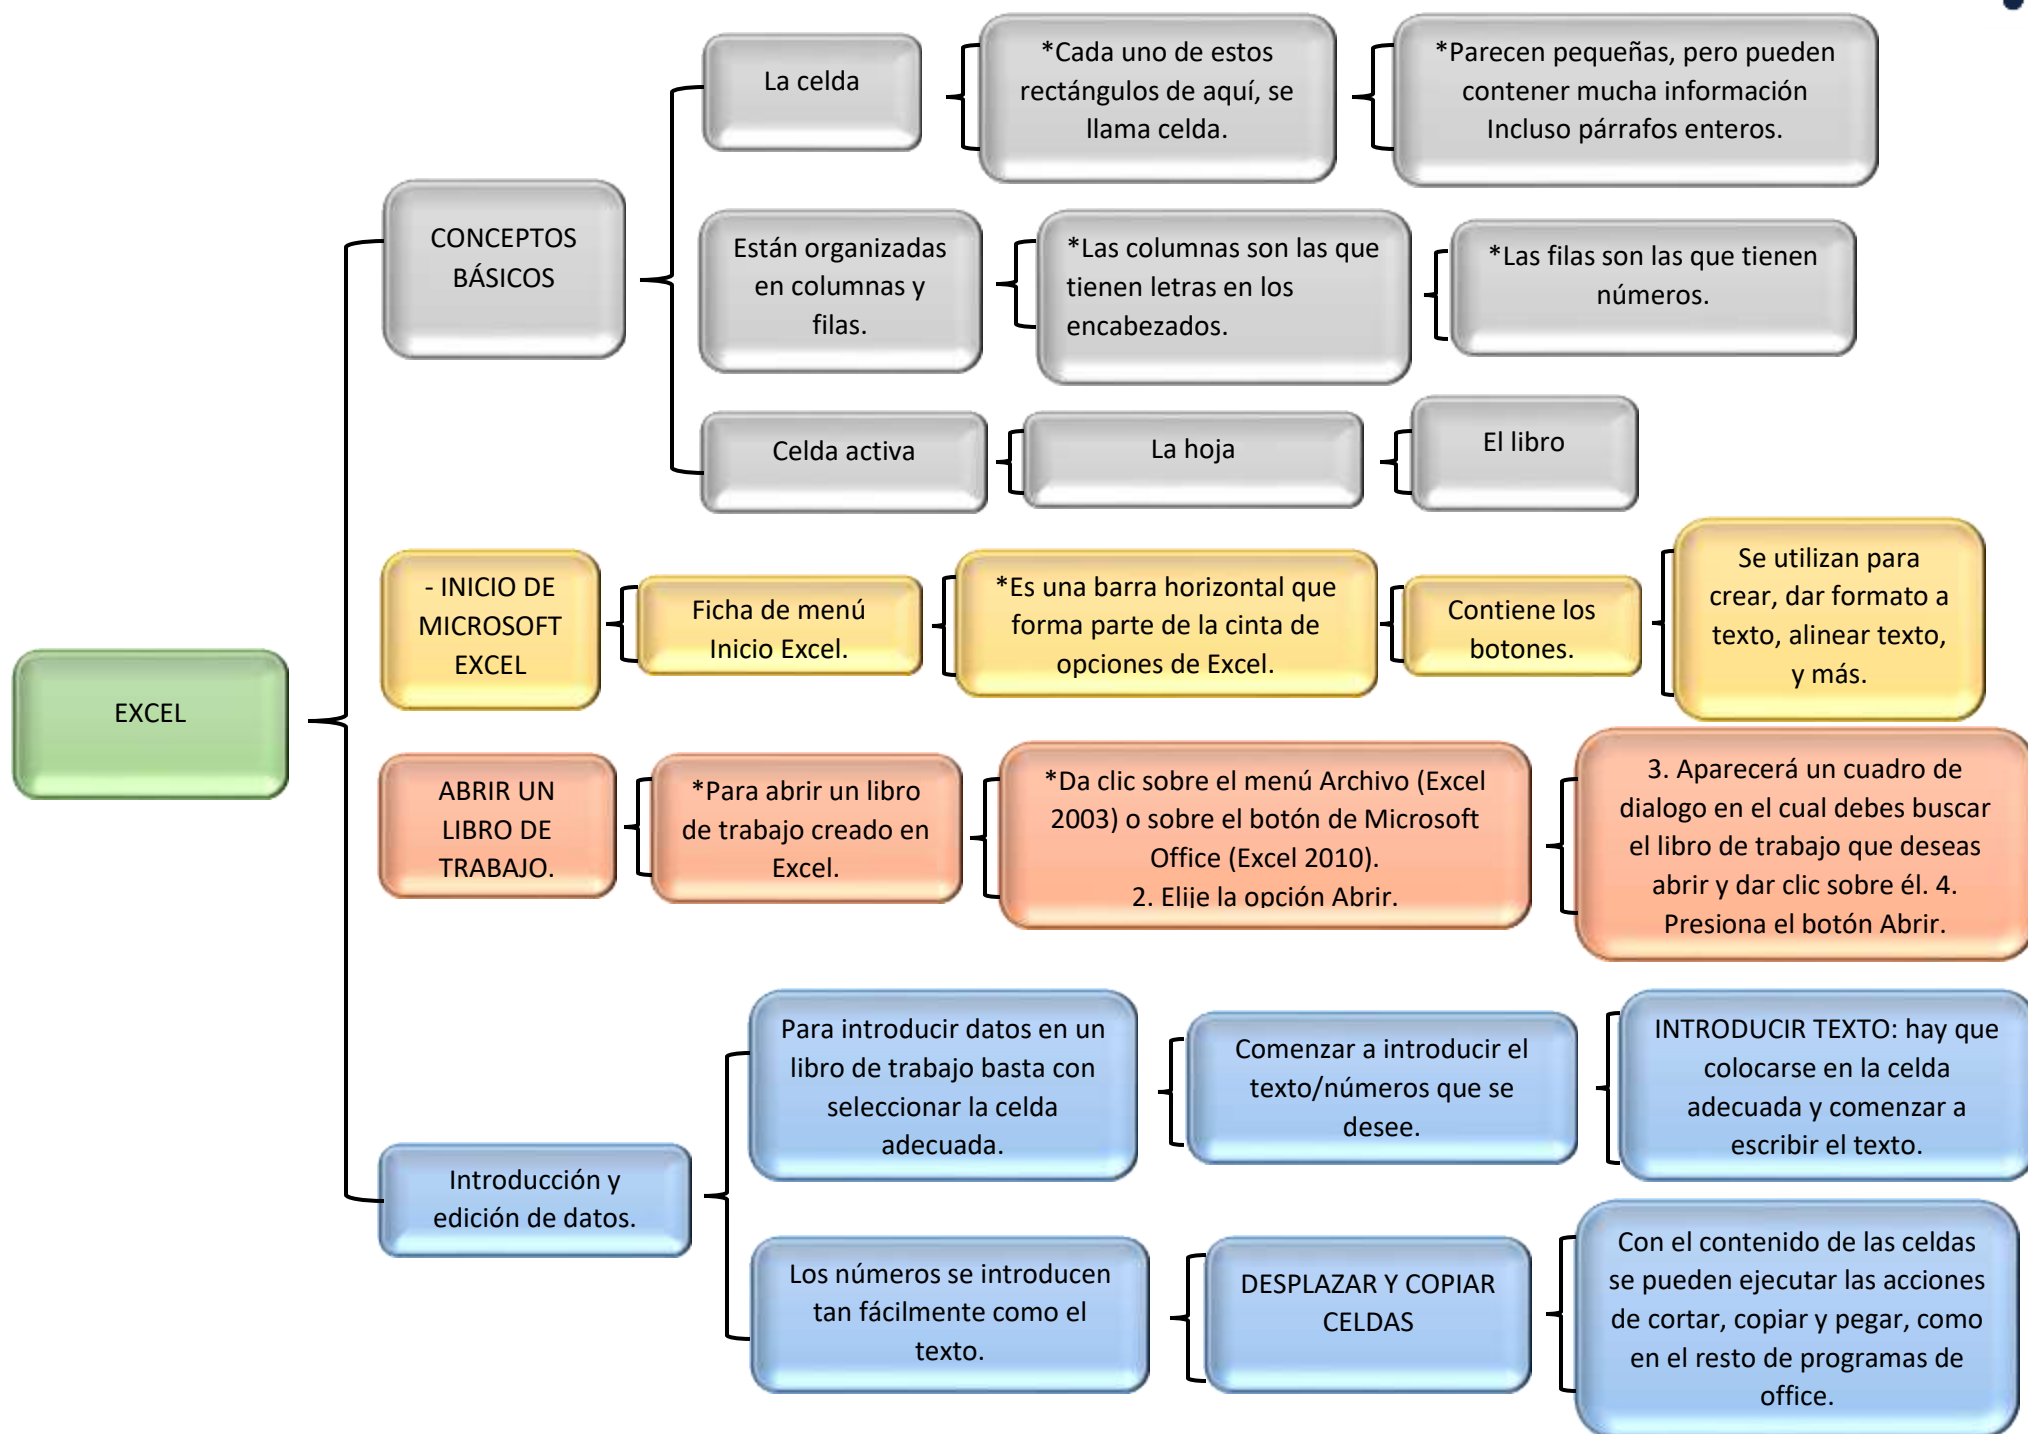 EXCEL
CONCEPTOS
BÁSICOS
La celda
*Cada uno de estos
rectángulos de aquí, se
llama celda.
*Parecen pequeñas, pero pueden
contener mucha información
Incluso párrafos enteros.
Están organizadas
en columnas y
filas.
*Las columnas son las que
tienen letras en los
encabezados.
*Las filas son las que tienen
números.
Celda activa
La hoja
El libro
- INICIO DE
MICROSOFT
EXCEL
Ficha de menú
Inicio Excel.
*Es una barra horizontal que
forma parte de la cinta de
opciones de Excel.
Contiene los
botones.
Se utilizan para
crear, dar formato a
texto, alinear texto,
y más.
ABRIR UN
LIBRO DE
TRABAJO.
*Para abrir un libro
de trabajo creado en
Excel.
*Da clic sobre el menú Archivo (Excel
2003) o sobre el botón de Microsoft
Office (Excel 2010).
2. Elije la opción Abrir.
3. Aparecerá un cuadro de
dialogo en el cual debes buscar
el libro de trabajo que deseas
abrir y dar clic sobre él. 4.
Presiona el botón Abrir.
Introducción y
edición de datos.
Para introducir datos en un
libro de trabajo basta con
seleccionar la celda
adecuada.
Comenzar a introducir el
texto/números que se
desee.
INTRODUCIR TEXTO: hay que
colocarse en la celda
adecuada y comenzar a
escribir el texto.
Los números se introducen
tan fácilmente como el
texto.
DESPLAZAR Y COPIAR
CELDAS
Con el contenido de las celdas
se pueden ejecutar las acciones
de cortar, copiar y pegar, como
en el resto de programas de
office.